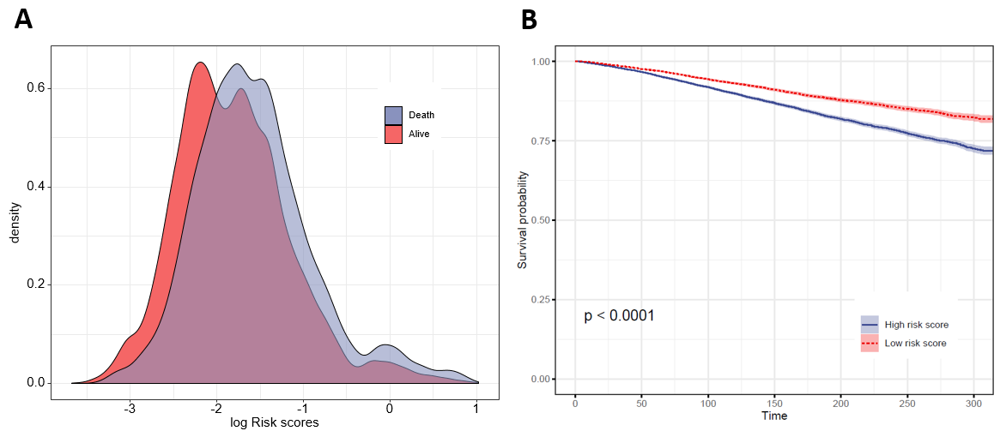 A
B
density
0.6
0.4
0.2
0.0
-3
-2
-1
0
1
log Risk scores
Death
Alive
Survival probability
1.00
0.75
0.50
0.25
0.00
0
50
100
150
200
250
300
Time
p < 0.0001
High risk score
Low risk score